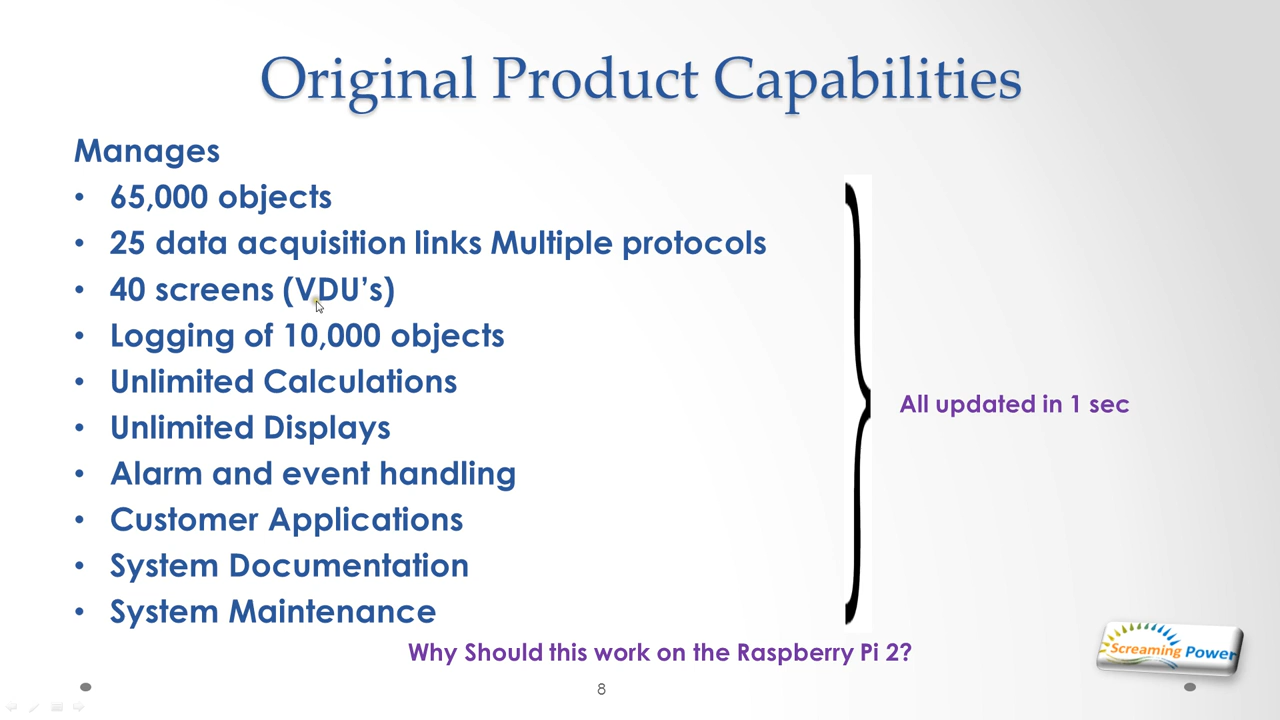 Original Product Capabilities
Manages
• 65,000 objects
• 25 data acquisition links Multiple protocols
• 40 screens (VDU's)
• Logging of 10,000 objects
• Unlimited Calculations
• Unlimited Displays
• Alarm and event handling
• Customer Applications
• System Documentation
• System Maintenance
All updated in 1 sec
Why Should this work on the Raspberry Pi 2?
Screaming Power
8